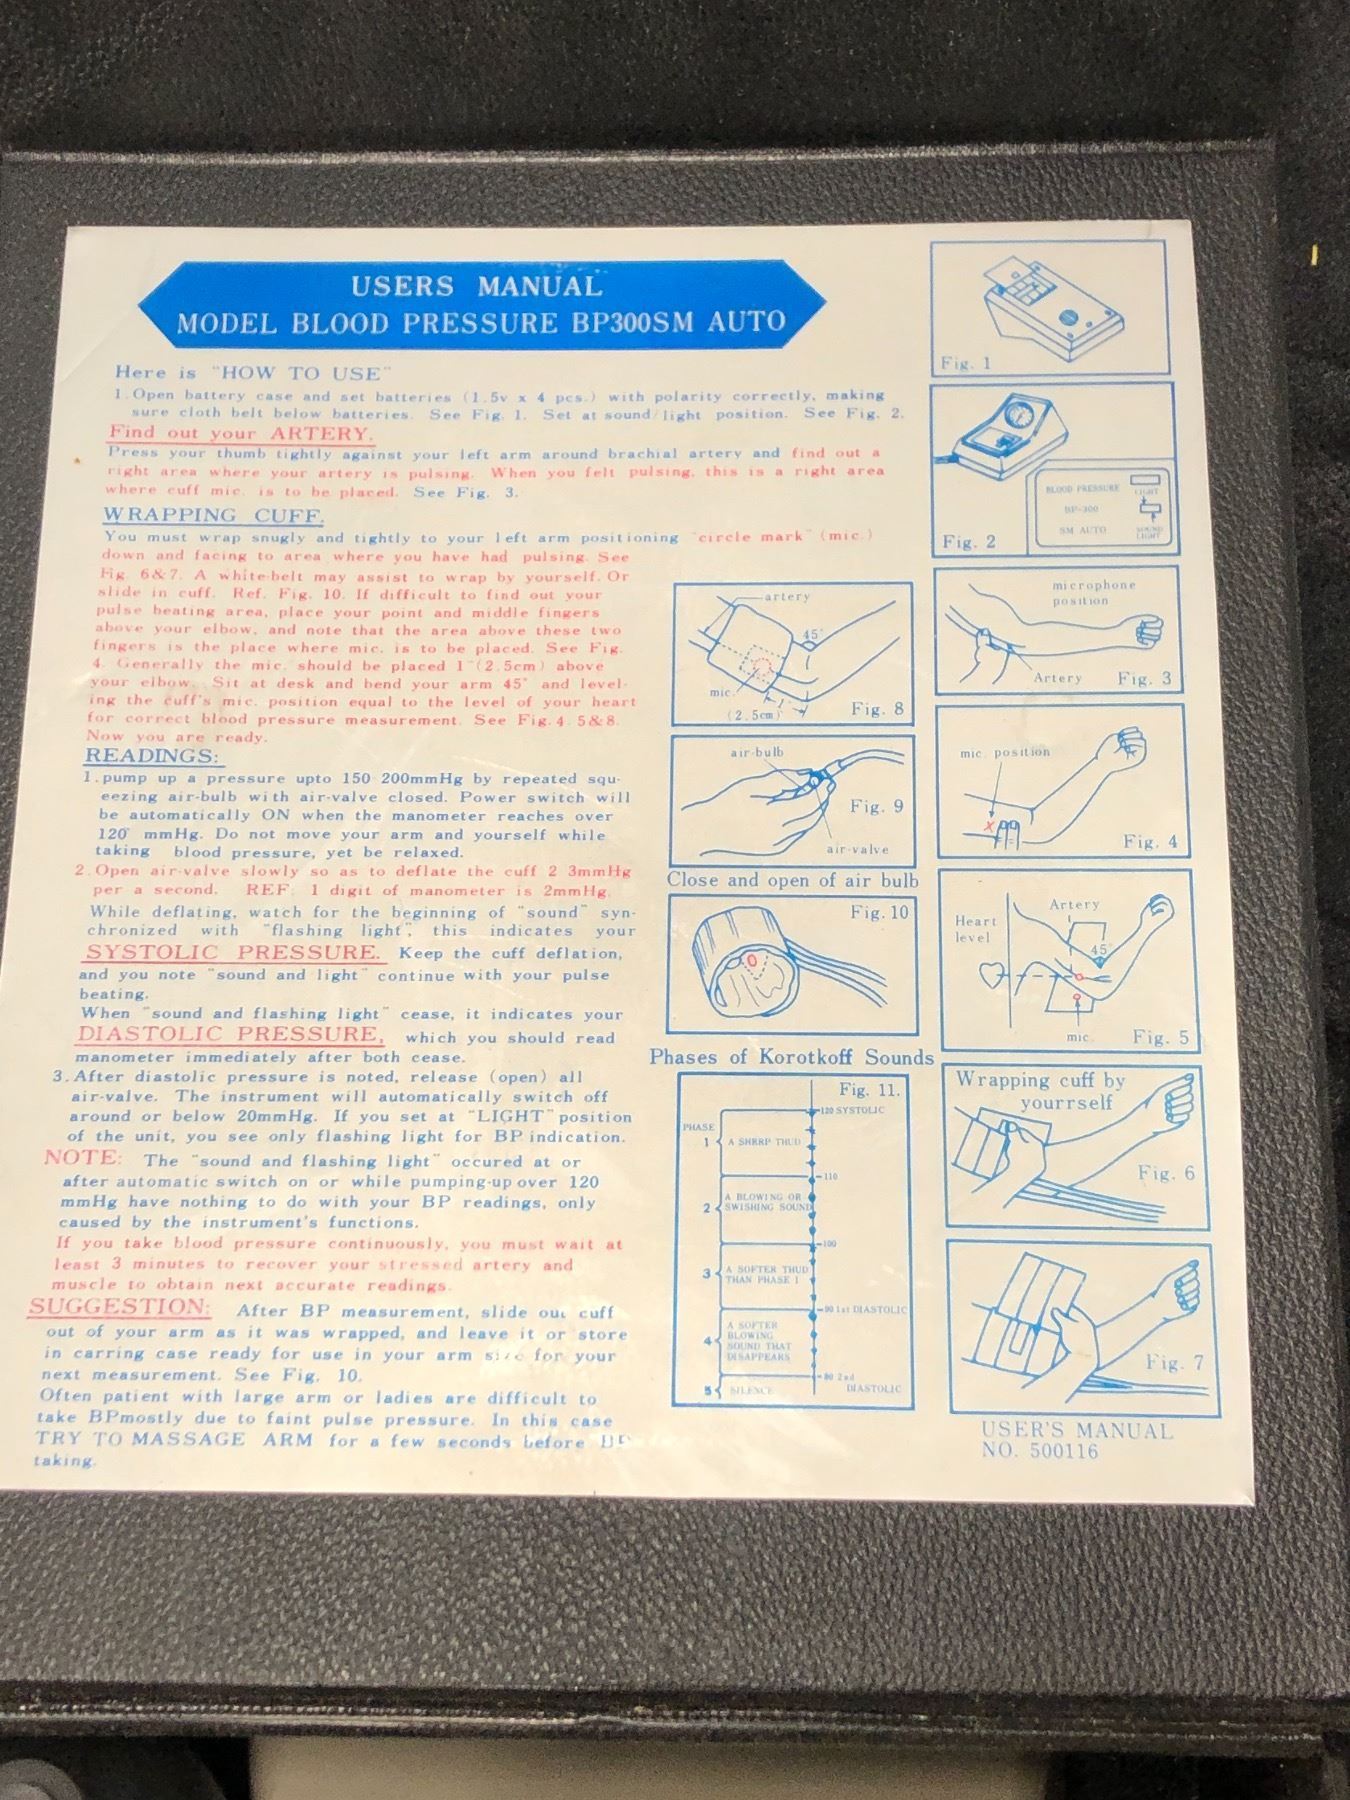 USERS MANUAL
MODEL BLOOD PRESSURE BP300SM AUTO
Here is "HOW TO USE"
1.Open battery case and set batteries (1.5v x 4 pcs.) with polarity correctly, making
sure cloth belt below batteries. See Fig. 1. Set at sound/light position. See Fig. 2.
Find out your ARTERY.
Press your thumb tightly against your left arm around brachial artery and find out a
right area where your artery is pulsing. When you felt pulsing, this is a right area
where cuff mic. is to be placed. See Fig. 3.
WRAPPING CUFF.
You must wrap snugly and tightly to your left arm positioning "circle mark" (mic.)
down and facing to area where you have had pulsing. See
Fig. 6&7. A white-belt may assist to wrap by yourself. Or
slide in cuff. Ref. Fig. 10. If difficult to find out your
pulse beating area, place your point and middle fingers
above your elbow, and note that the area above these two
fingers is the place where mic. is to be placed. See Fig.
4. Generally the mic. should be placed 1"(2.5cm) above
your elbow. Sit at desk and bend your arm 45° and level-
ing the cuff's mic. position equal to the level of your heart
for correct blood pressure measurement. See Fig. 4. 5&8.
Now you are ready.
READINGS:
1.pump up a pressure upto 150 200mmHg by repeated squ-
eezing air-bulb with air-valve closed. Power switch will
be automatically ON when the manometer reaches over
120 mmHg. Do not move your arm and yourself while
taking blood pressure, yet be relaxed.
2.Open air-valve slowly so as to deflate the cuff 2 3mmHg
per a second. REF: 1 digit of manometer is 2mmHg.
While deflating, watch for the beginning of "sound" syn-
chronized with "flashing light", this indicates your
SYSTOLIC PRESSURE. Keep the cuff deflation,
and you note "sound and light" continue with your pulse
beating.
When "sound and flashing light" cease, it indicates your
DIASTOLIC PRESSURE, which you should read
manometer immediately after both cease.
3.After diastolic pressure is noted, release (open) all
air-valve. The instrument will automatically switch off
around or below 20mmHg. If you set at "LIGHT" position
of the unit, you see only flashing light for BP indication.
NOTE: The "sound and flashing light" occured at or
after automatic switch on or while pumping-up over 120
mmHg have nothing to do with your BP readings, only
caused by the instrument's functions.
If you take blood pressure continuously, you must wait at
least 3 minutes to recover your stressed artery and
muscle to obtain next accurate readings.
SUGGESTION: After BP measurement, slide out cuff
out of your arm as it was wrapped, and leave it or store
in carring case ready for use in your arm size for your
next measurement. See Fig. 10.
Often patient with large arm or ladies are difficult to
take BPmostly due to faint pulse pressure. In this case
TRY TO MASSAGE ARM for a few seconds before BP
taking.
Fig. 1
BLOOD PRESSURE
LIGHT
BP-300
SM AUTO
SOUND
LIGHT
Fig. 2
microphone
position
Artery
Fig. 3
artery
45°
mic.
1"
(2.5cm)
Fig. 8
mic. position
X
Fig. 4
air-bulb
Fig. 9
air-valve
Close and open of air bulb
Fig. 10
Artery
Heart
level
45°
mic.
Fig. 5
Wrapping cuff by
yourrself
Fig. 6
Fig. 7
Phases of Korotkoff Sounds
Fig. 11.
120 SYSTOLIC
PHASE
1 A SHRRP THUD
110
2 A BLOWING OR
SWISHING SOUND
100
3 A SOFTER THUD
THAN PHASE 1
90 1st DIASTOLIC
4 A SOFTER
BLOWING
SOUND THAT
DISAPPEARS
80 2nd
DIASTOLIC
5 SILENCE
USER'S MANUAL
NO. 500116